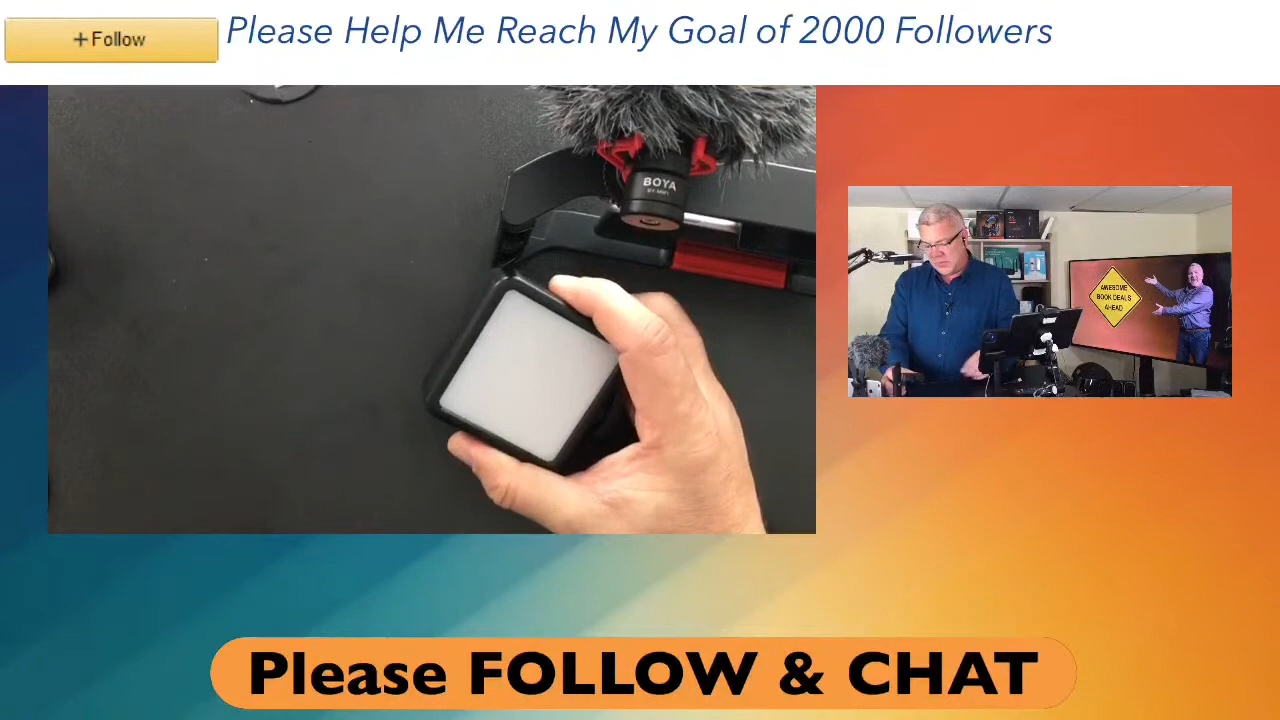 +Follow
Please Help Me Reach My Goal of 2000 Followers
BOYA
AWESOME
BOOK DEALS
AHEAD
Please FOLLOW & CHAT